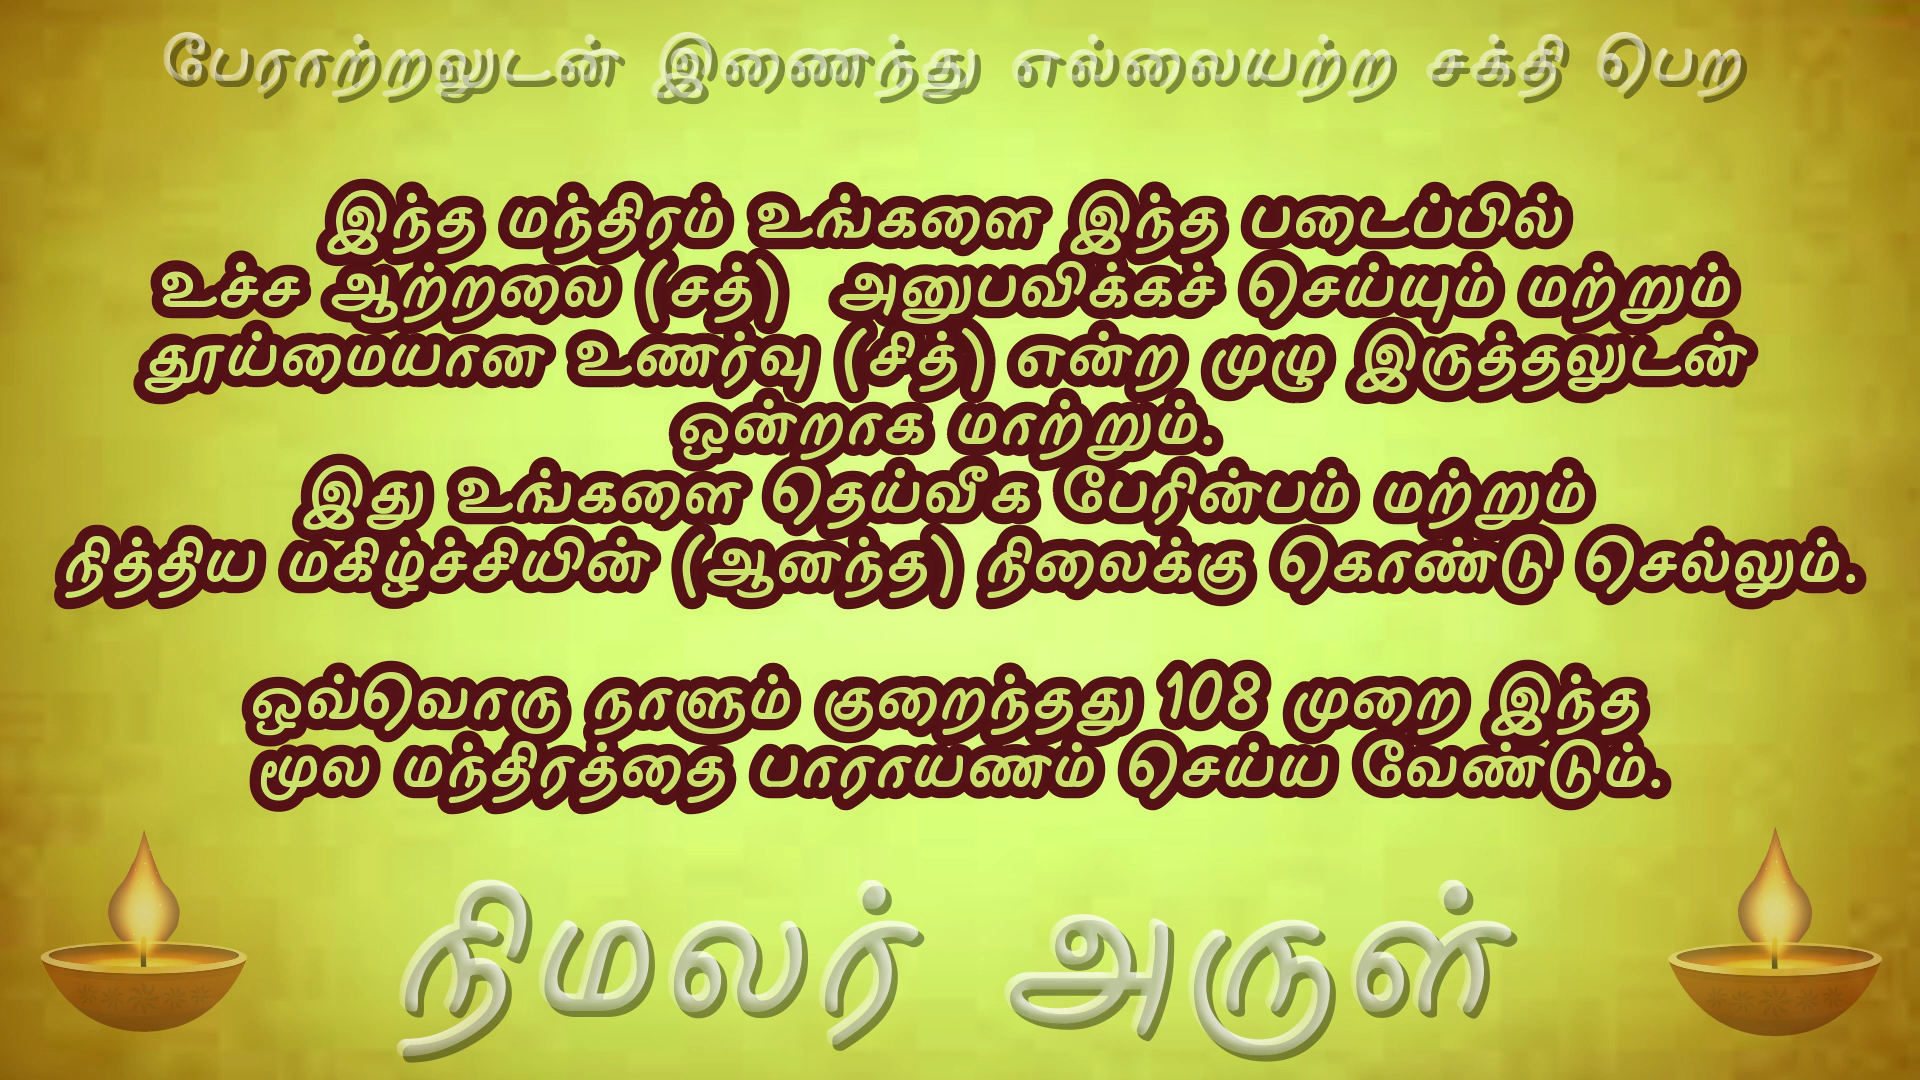 பேராற்றலுடன் இணைந்து எல்லையற்ற சக்தி பெற
இந்த மந்திரம் உங்களை இந்த படைப்பில்
உச்ச ஆற்றலை (சத்) அனுபவிக்கச் செய்யும் மற்றும்
தூய்மையான உணர்வு (சித்) என்ற முழு இருத்தலுடன்
ஒன்றாக மாற்றும்.
இது உங்களை தெய்வீக பேரின்பம் மற்றும்
நித்திய மகிழ்ச்சியின் (ஆனந்த) நிலைக்கு கொண்டு செல்லும்.
ஒவ்வொரு நாளும் குறைந்தது 108 முறை இந்த
மூல மந்திரத்தை பாராயணம் செய்ய வேண்டும்.
நிமலர் அருள்